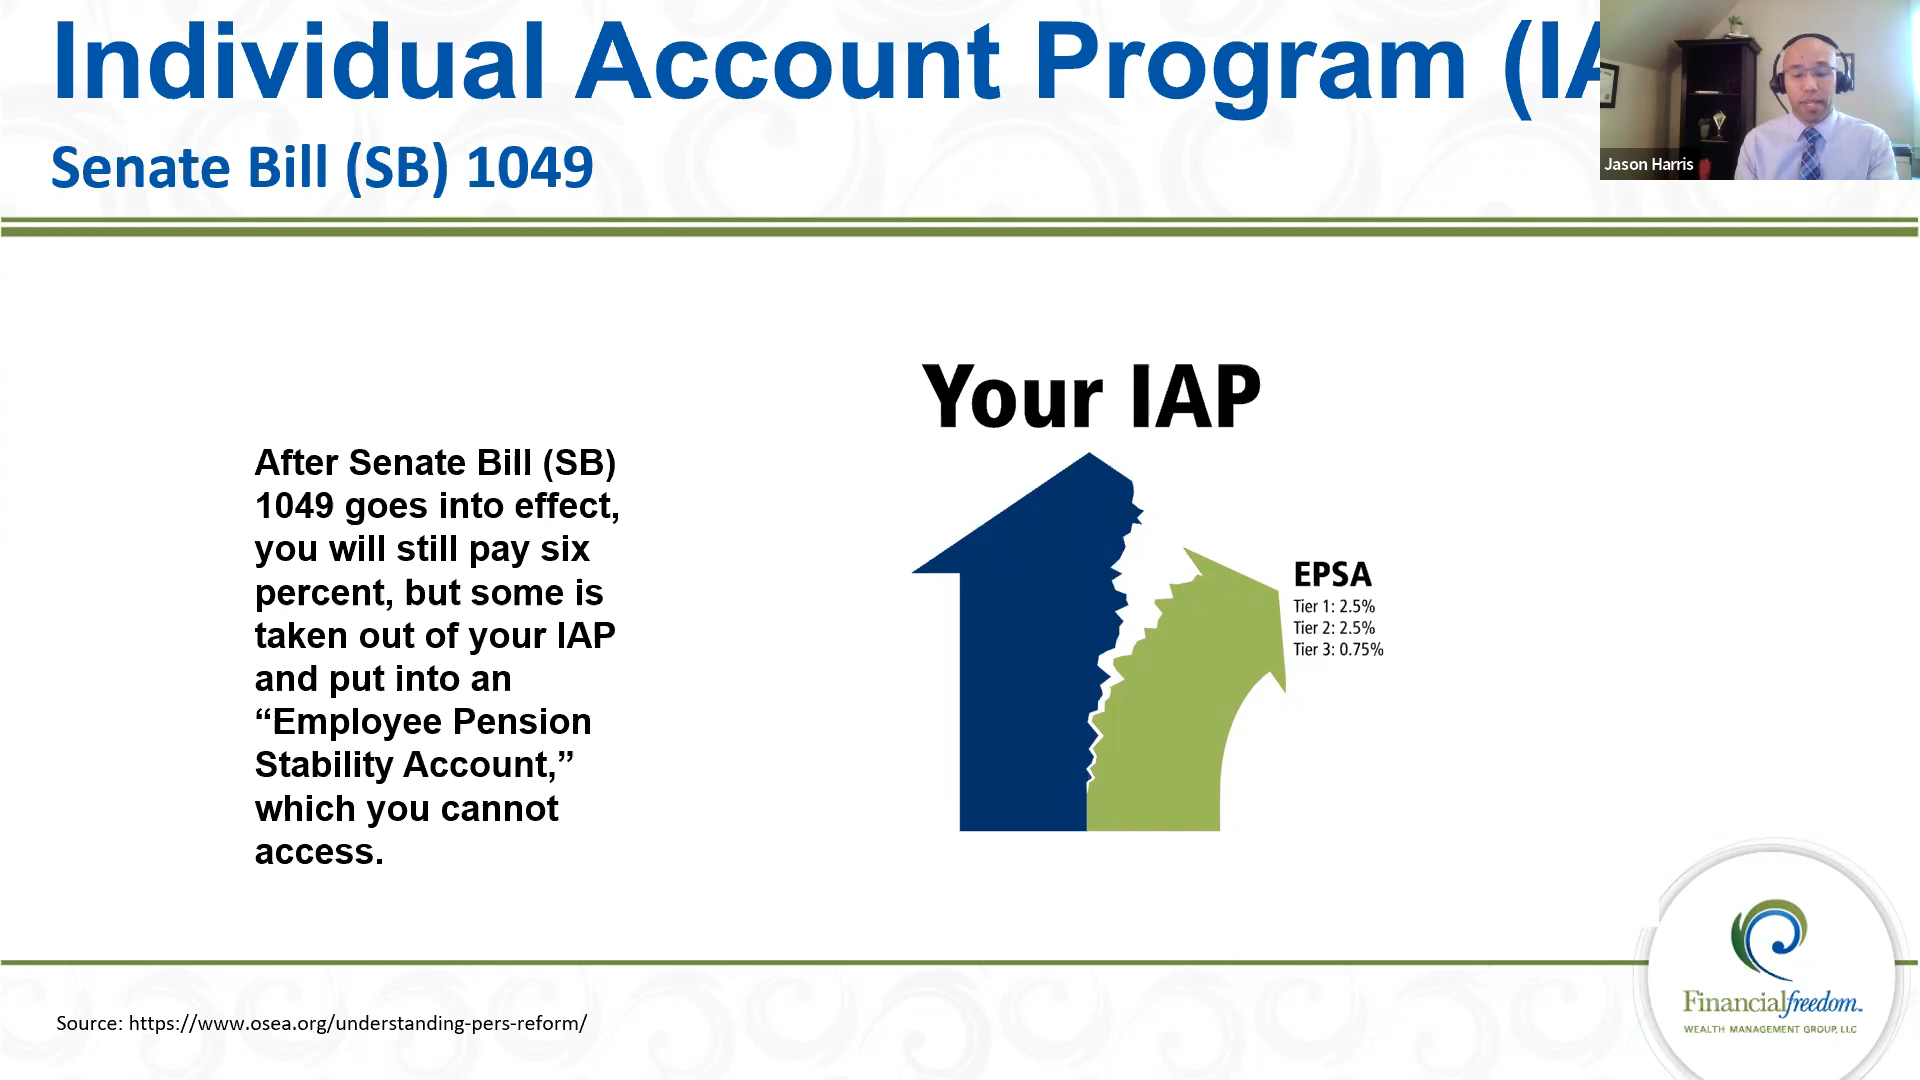 Individual Account Program (IA
Senate Bill (SB) 1049
Jason Harris
Your IAP
After Senate Bill (SB)
1049 goes into effect,
you will still pay six
percent, but some is
taken out of your IAP
and put into an
“Employee Pension
Stability Account,”
which you cannot
access.
EPSA
Tier 1: 2.5%
Tier 2: 2.5%
Tier 3: 0.75%
Financialfreedom™
WEALTH MANAGEMENT GROUP, LLC
Source: https://www.osea.org/understanding-pers-reform/